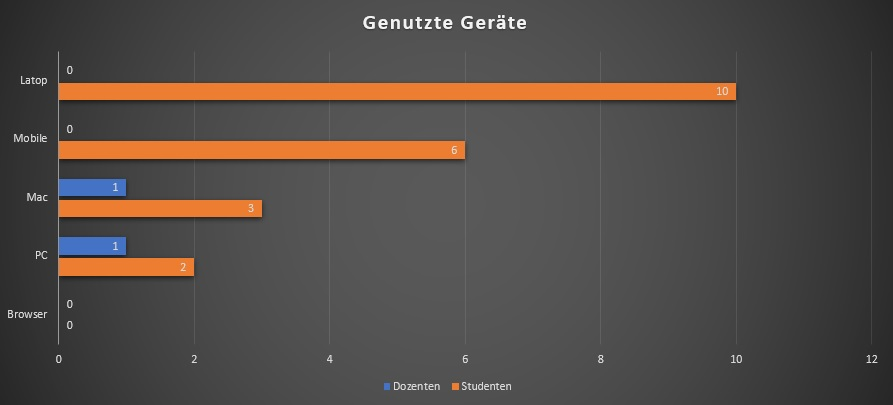 Genutzte Geräte
Latop
0
10
Mobile
0
6
Mac
1
3
PC
1
2
Browser
0
0
0 2 4 6 8 10 12
Dozenten Studenten